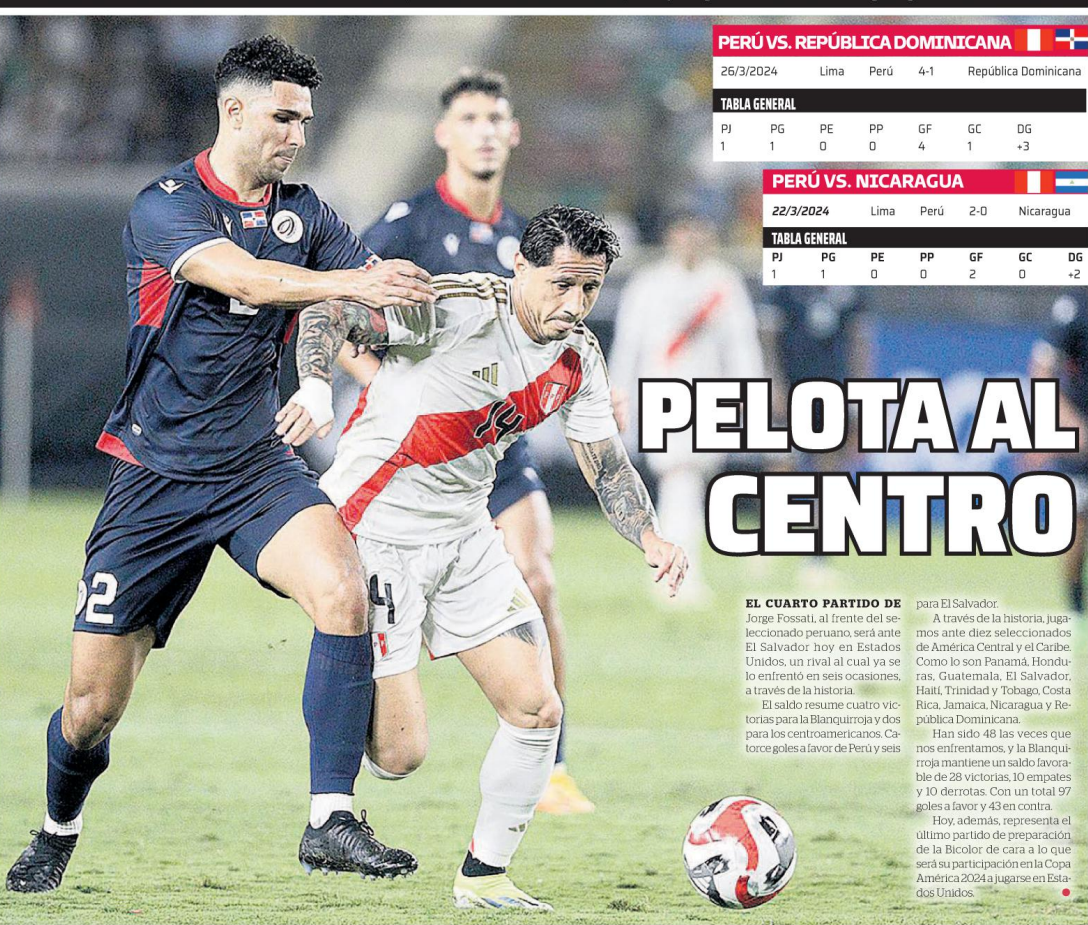 PERÚ VS. REPÚBLICA DOMINICANA
26/3/2024 Lima Perú 4-1 República Dominicana
TABLA GENERAL
PJ PG PE PP GF GC DG
1 1 0 0 4 1 +3
PERÚ VS. NICARAGUA
22/3/2024 Lima Perú 2-0 Nicaragua
TABLA GENERAL
PJ PG PE PP GF GC DG
1 1 0 0 2 0 +2
PELOTA AL
CENTRO
EL CUARTO PARTIDO DE
Jorge Fossati, al frente del se-
leccionado peruano, será ante
El Salvador hoy en Estados
Unidos, un rival al cual ya se
lo enfrentó en seis ocasiones,
a través de la historia.
El saldo resume cuatro vic-
torias para la Blanquirroja y dos
para los centroamericanos. Ca-
torce goles a favor de Perú y seis
para El Salvador.
A través de la historia, juga-
mos ante diez seleccionados
de América Central y el Caribe.
Como lo son Panamá, Hondu-
ras, Guatemala, El Salvador,
Haití, Trinidad y Tobago, Costa
Rica, Jamaica, Nicaragua y Re-
pública Dominicana.
Han sido 48 las veces que
nos enfrentamos, y la Blanqui-
rroja mantiene un saldo favora-
ble de 28 victorias, 10 empates
y 10 derrotas. Con un total 97
goles a favor y 43 en contra.
Hoy, además, representa el
último partido de preparación
de la Bicolor de cara a lo que
será su participación en la Copa
América 2024 a jugarse en Esta-
dos Unidos.
14
2
4